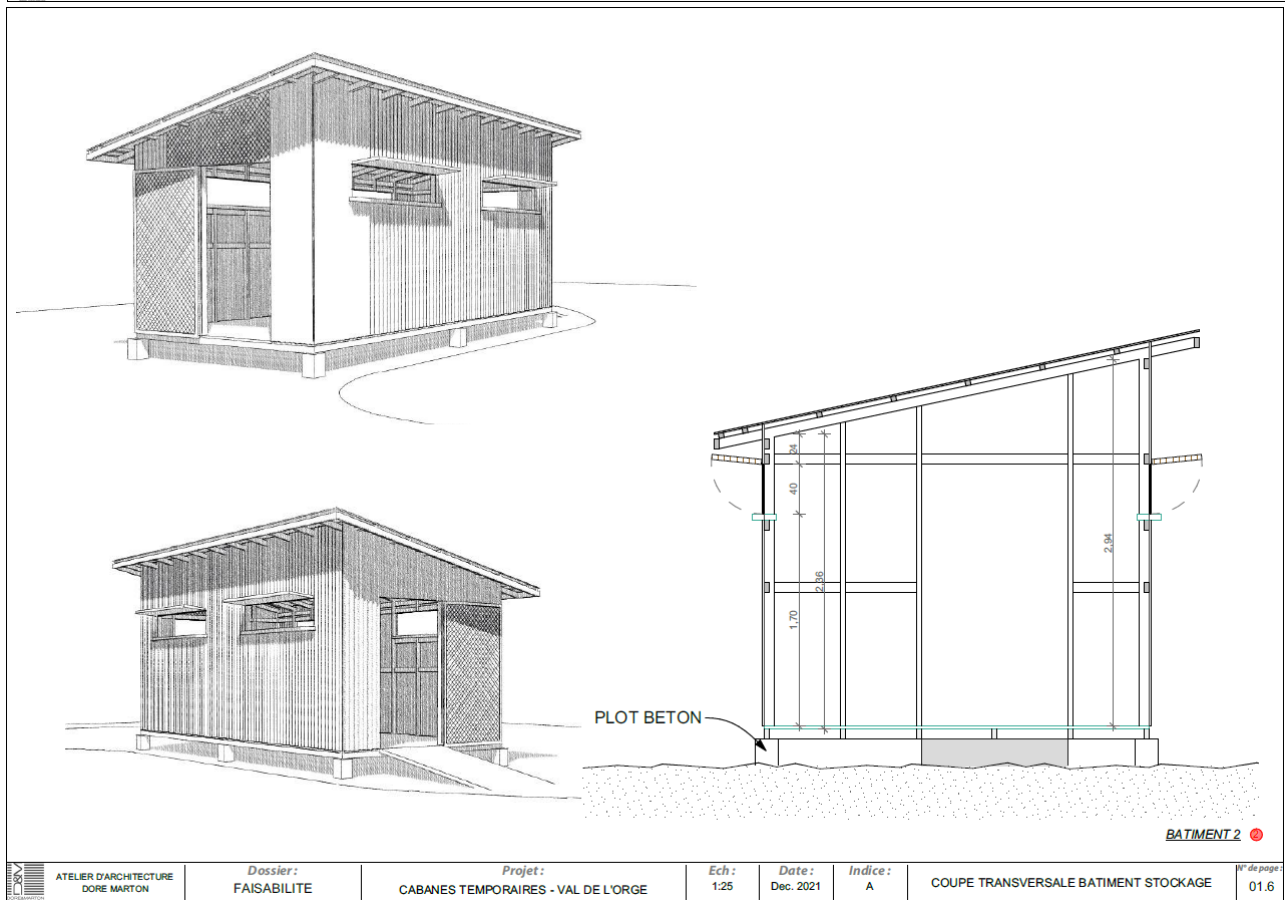 24
40
2,36
2,94
1,70
PLOT BETON
BATIMENT 2
D&M
DORE&MARTON
ATELIER D'ARCHITECTURE
DORE MARTON
Dossier :
FAISABILITE
Projet :
CABANES TEMPORAIRES - VAL DE L'ORGE
Ech :
1:25
Date :
Dec. 2021
Indice :
A
COUPE TRANSVERSALE BATIMENT STOCKAGE
N° de page :
01.6